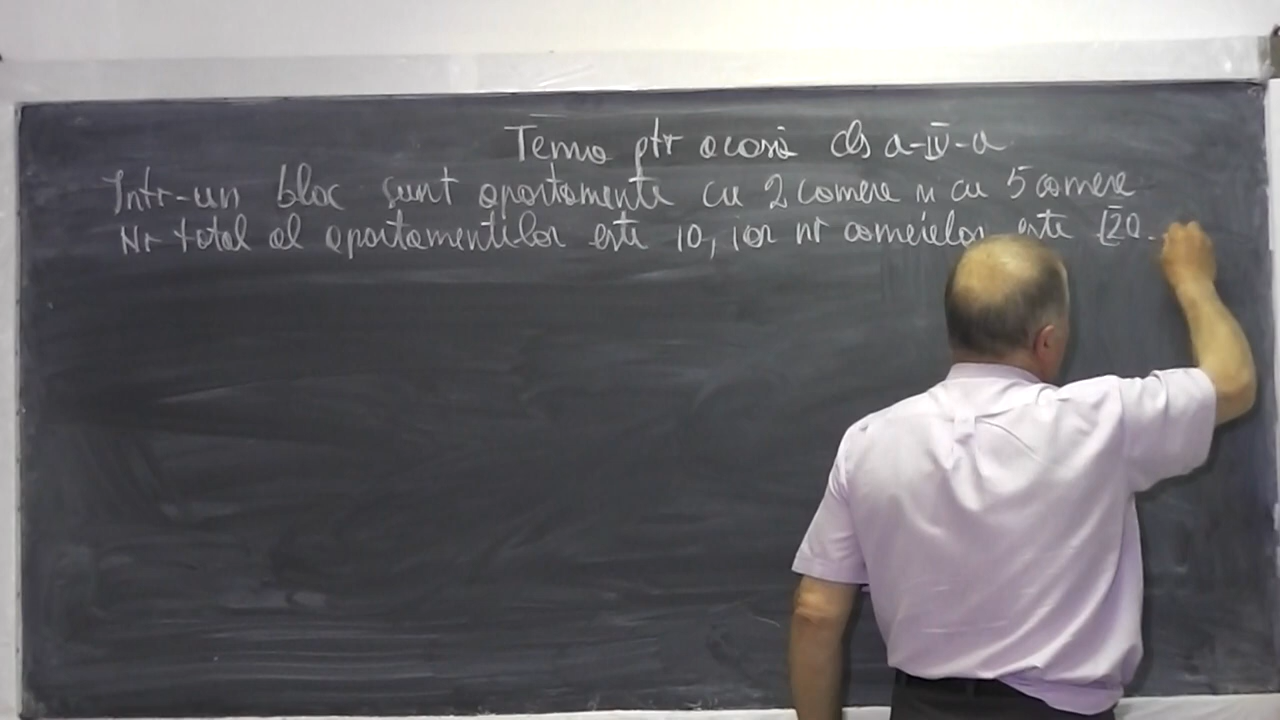 Tema ptr acasă cls a-IV-a
Intr-un bloc sunt apartamente cu 2 camere și cu 5 camere
Nr total al apartamentelor este 10, iar nr camerelor este